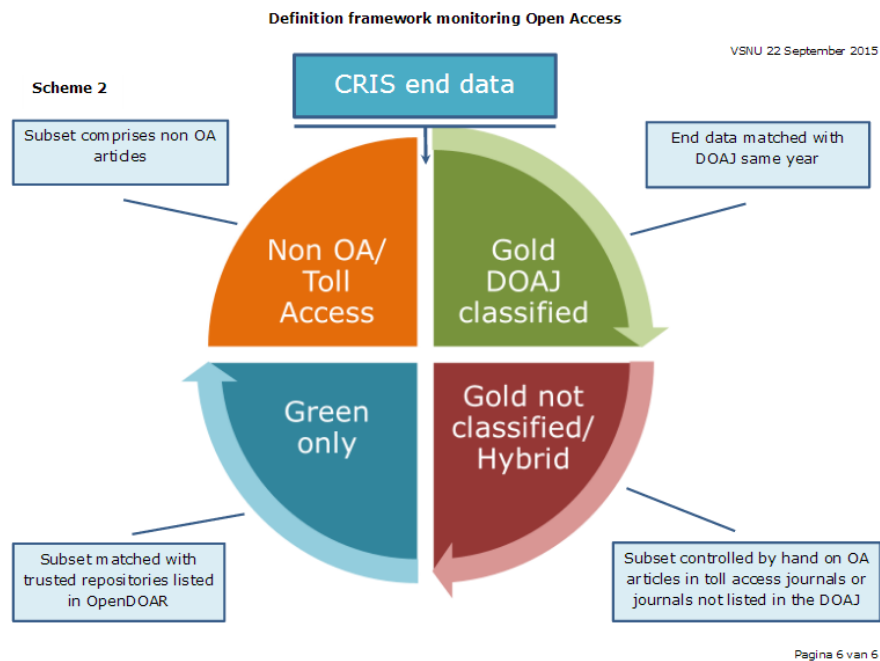 Definition framework monitoring Open Access
VSNU 22 September 2015
Scheme 2
CRIS end data
Subset comprises non OA
articles
End data matched with
DOAJ same year
Non OA/
Toll
Access
Gold
DOAJ
classified
Green
only
Gold not
classified/
Hybrid
Subset matched with
trusted repositories listed
in OpenDOAR
Subset controlled by hand on OA
articles in toll access journals or
journals not listed in the DOAJ
Pagina 6 van 6